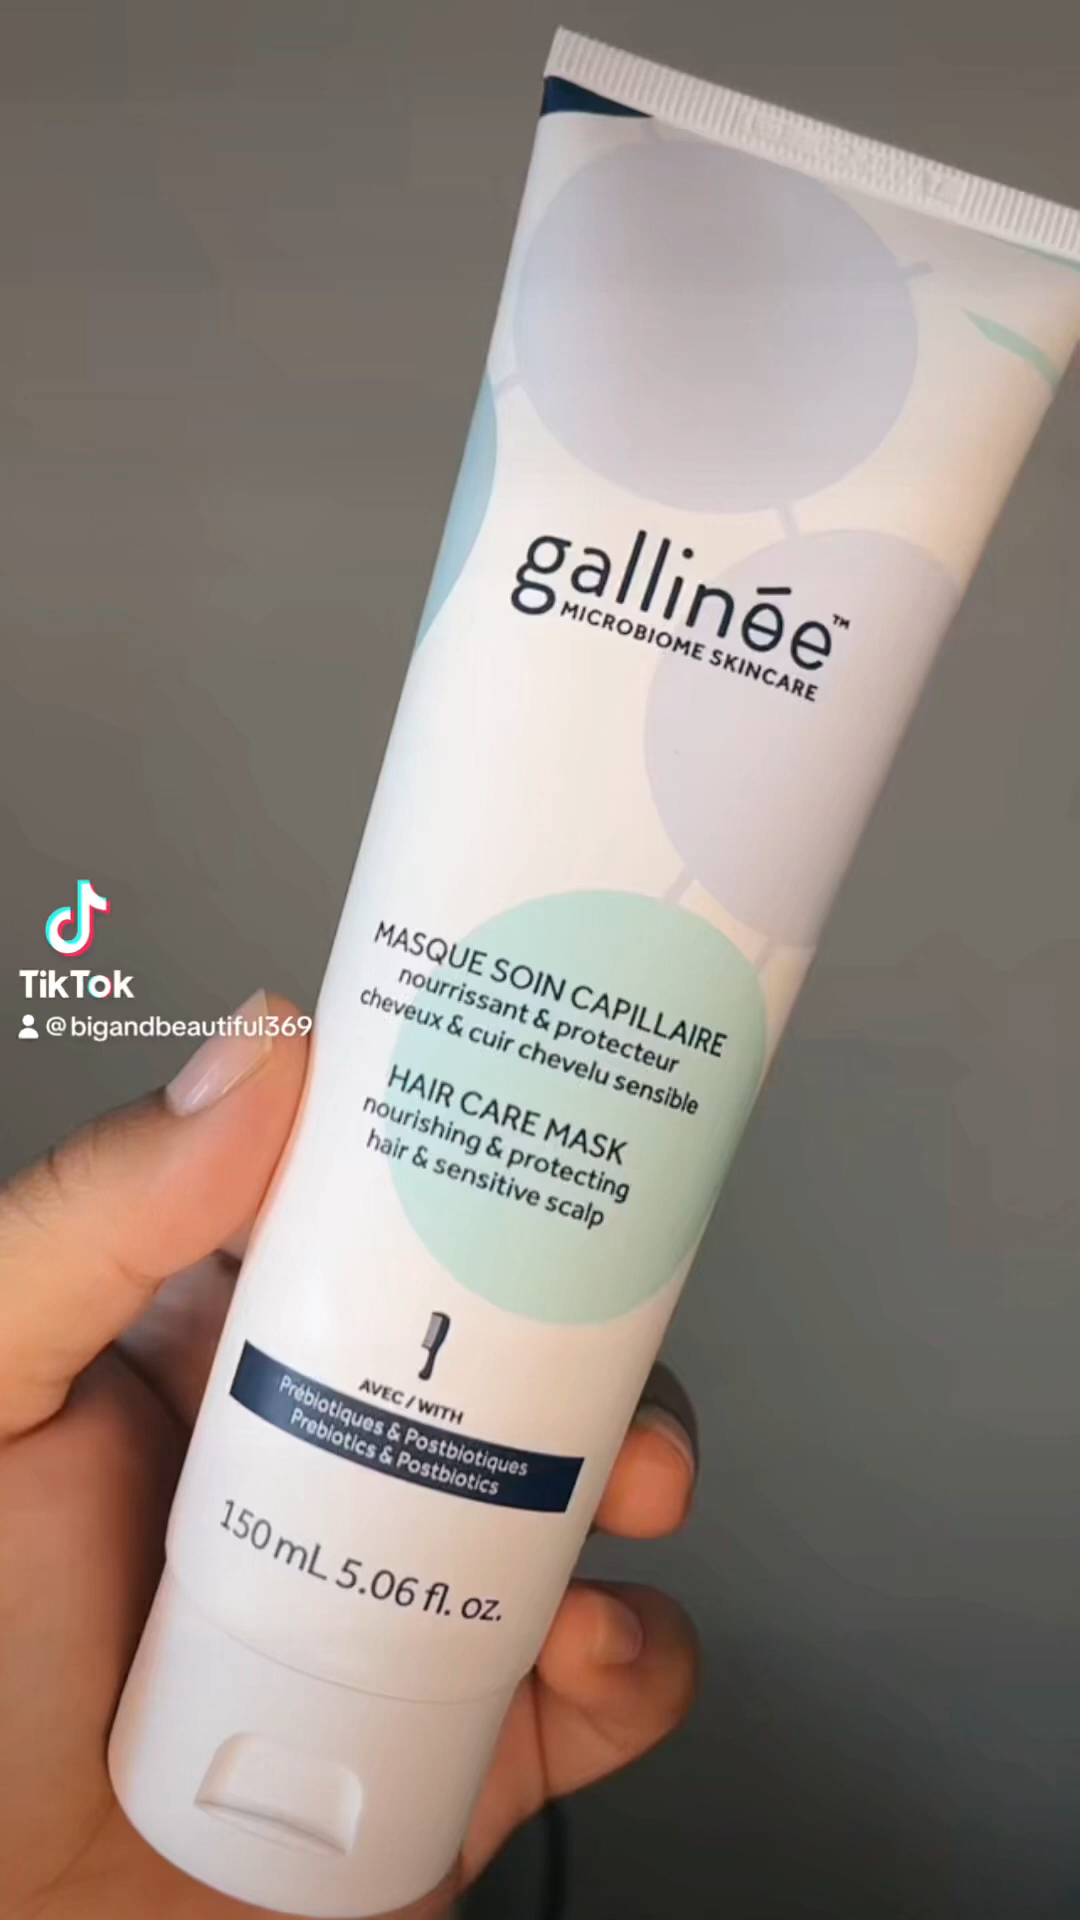 gallinée™
MICROBIOME SKINCARE
MASQUE SOIN CAPILLAIRE
nourrissant & protecteur
cheveux & cuir chevelu sensible
HAIR CARE MASK
nourishing & protecting
hair & sensitive scalp
AVEC / WITH
Prébiotiques & Postbiotiques
Prebiotics & Postbiotics
150 mL 5.06 fl. oz.
TikTok
@bigandbeautiful369